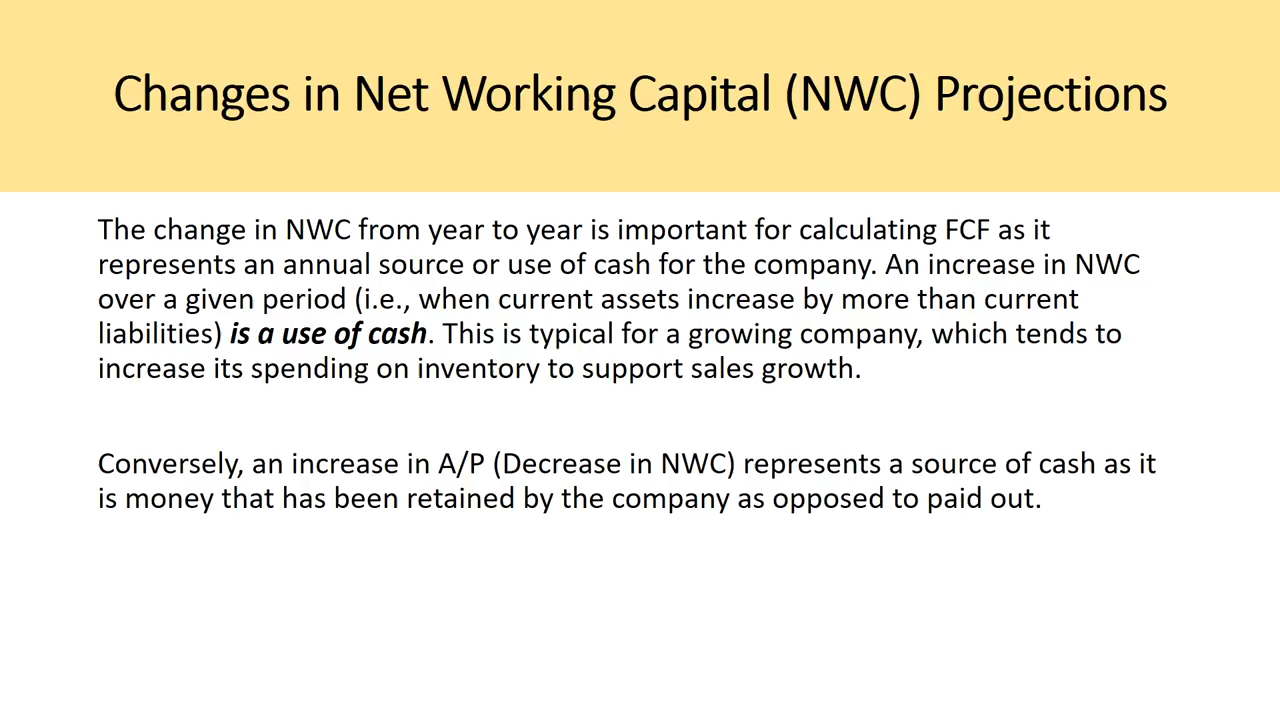 Changes in Net Working Capital (NWC) Projections
The change in NWC from year to year is important for calculating FCF as it
represents an annual source or use of cash for the company. An increase in NWC
over a given period (i.e., when current assets increase by more than current
liabilities) is a use of cash. This is typical for a growing company, which tends to
increase its spending on inventory to support sales growth.
Conversely, an increase in A/P (Decrease in NWC) represents a source of cash as it
is money that has been retained by the company as opposed to paid out.